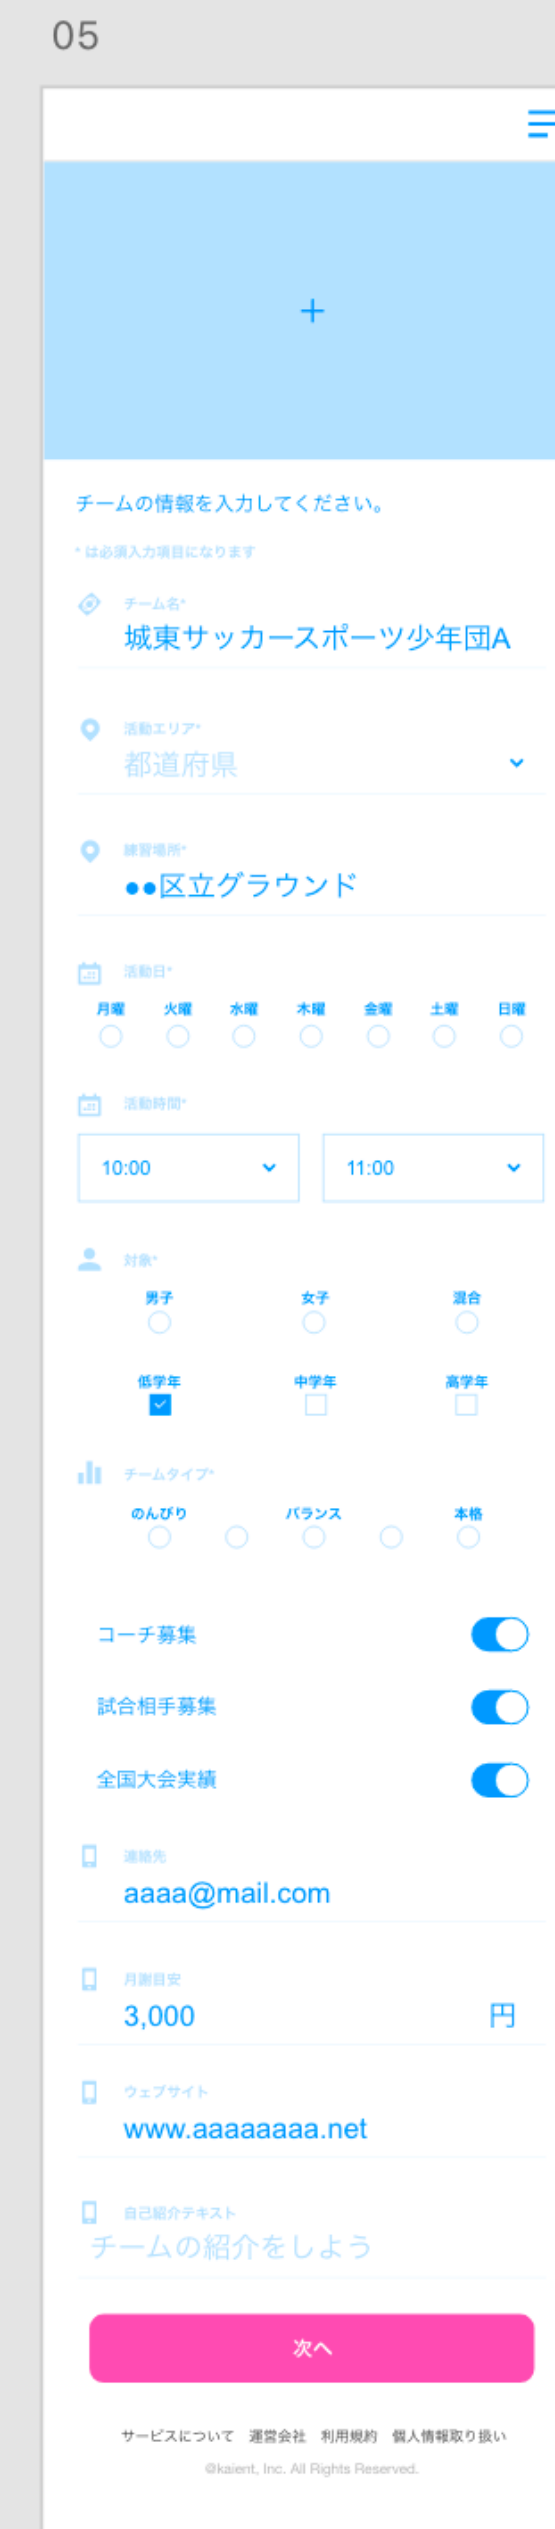 05
チームの情報を入力してください。
* は必須入力項目になります
チーム名*
城東サッカースポーツ少年団A
活動エリア*
都道府県
練習場所*
●●区立グラウンド
活動日*
月曜 火曜 水曜 木曜 金曜 土曜 日曜
活動時間*
10:00 11:00
対象*
男子 女子 混合
低学年 中学年 高学年
チームタイプ*
のんびり バランス 本格
コーチ募集
試合相手募集
全国大会実績
連絡先
aaaa@mail.com
月謝目安
3,000 円
ウェブサイト
www.aaaaaaaa.net
自己紹介テキスト
チームの紹介をしよう
次へ
サービスについて 運営会社 利用規約 個人情報取り扱い
@kaient, Inc. All Rights Reserved.